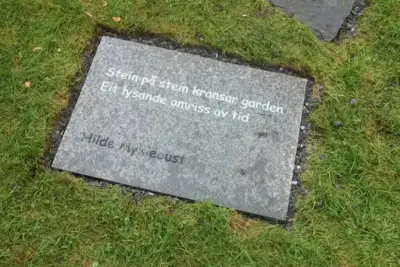 Stein på stein kransar garden
Eit lysande omriss av tid
Hilde